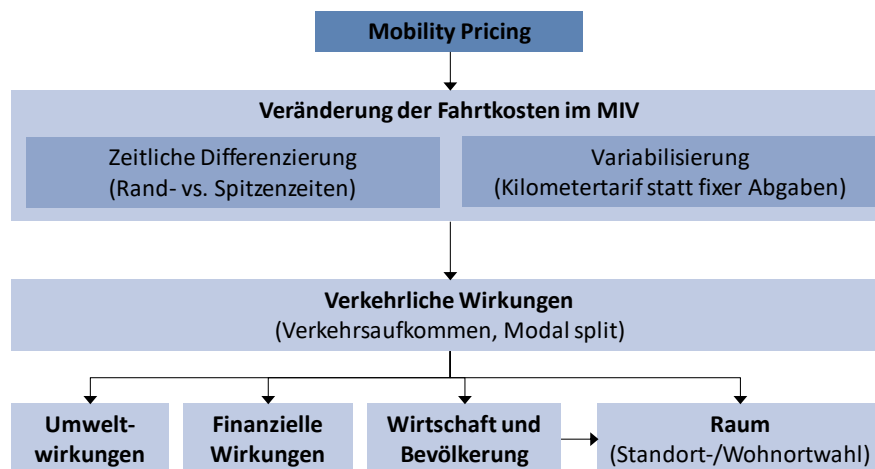 Mobility Pricing
Veränderung der Fahrtkosten im MIV
Zeitliche Differenzierung
(Rand- vs. Spitzenzeiten)
Variabilisierung
(Kilometertarif statt fixer Abgaben)
Verkehrliche Wirkungen
(Verkehrsaufkommen, Modal split)
Umwelt-
wirkungen
Finanzielle
Wirkungen
Wirtschaft und
Bevölkerung
Raum
(Standort-/Wohnortwahl)